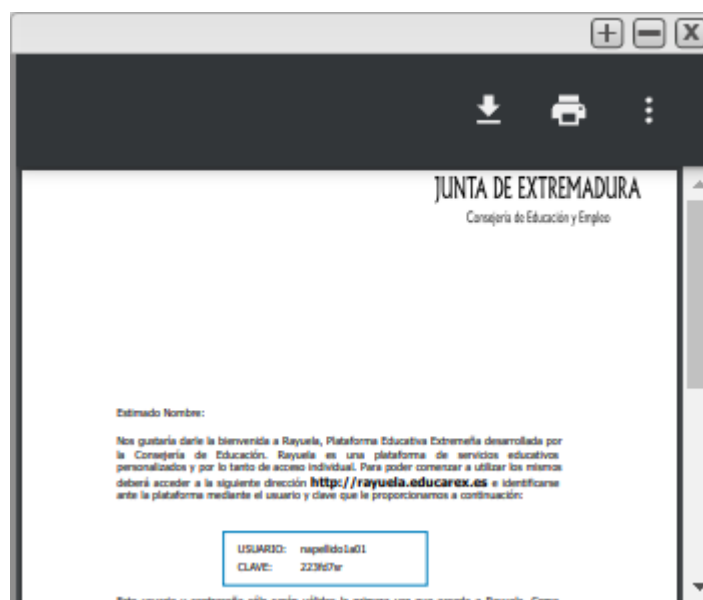 JUNTA DE EXTREMADURA
Consejería de Educación y Empleo
Estimado Nombre:
Nos gustaría darle la bienvenida a Rayuela, Plataforma Educativa Extremeña desarrollada por
la Consejería de Educación. Rayuela es una plataforma de servicios educativos
personalizados y por lo tanto de acceso individual. Para poder comenzar a utilizar los mismos
deberá acceder a la siguiente dirección http://rayuela.educarex.es e identificarse
ante la plataforma mediante el usuario y clave que le proporcionamos a continuación:
USUARIO: napellido1a01
CLAVE: 223fd7sr